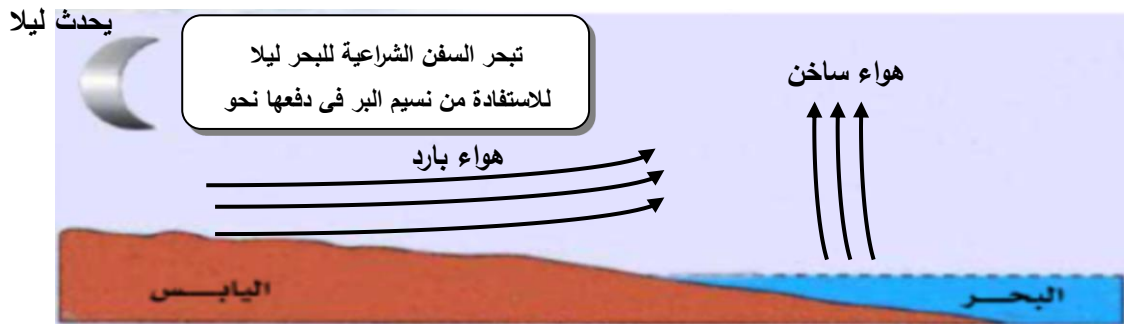 يحدث ليلا
تبحر السفن الشراعية للبحر ليلا
للاستفادة من نسيم البر فى دفعها نحو
هواء ساخن
هواء بارد
اليابس
البحر